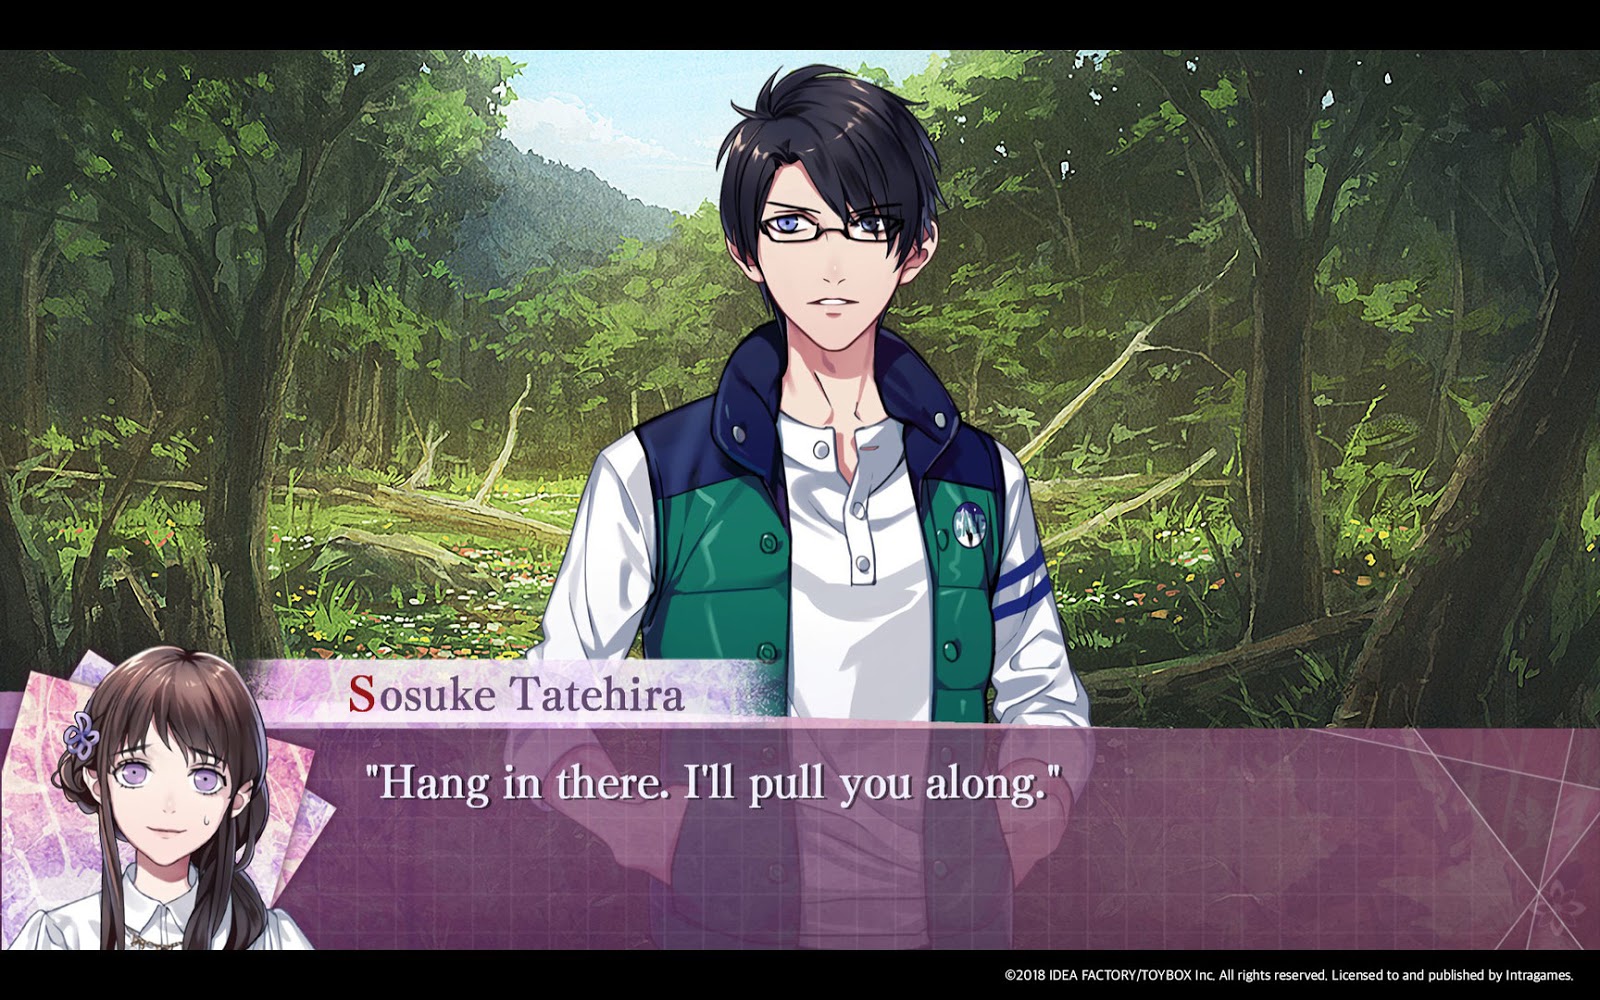 Sosuke Tatehira
"Hang in there. I'll pull you along."
©2018 IDEA FACTORY/TOYBOX Inc. All rights reserved. Licensed to and published by Intragames.